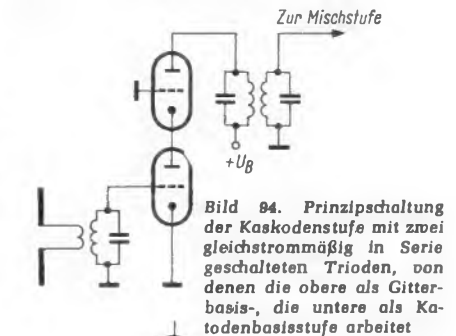 Zur Mischstufe
+U_B
Bild 94. Prinzipschaltung
der Kaskodenstufe mit zwei
gleichstrommäßig in Serie
geschalteten Trioden, von
denen die obere als Gitter-
basis-, die untere als Ka-
todenbasisstufe arbeitet